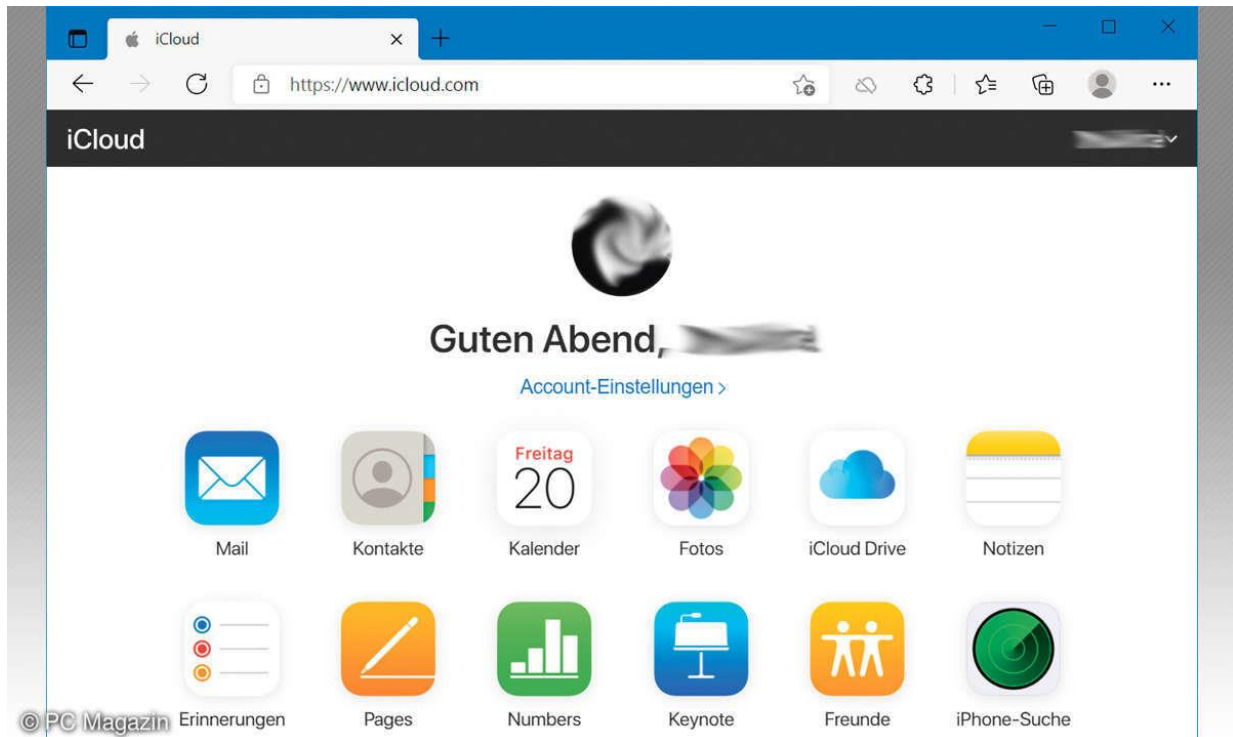 iCloud
https://www.icloud.com
iCloud
Guten Abend,
Account-Einstellungen >
Freitag
20
Mail Kontakte Kalender Fotos iCloud Drive Notizen
© PC Magazin Erinnerungen Pages Numbers Keynote Freunde iPhone-Suche